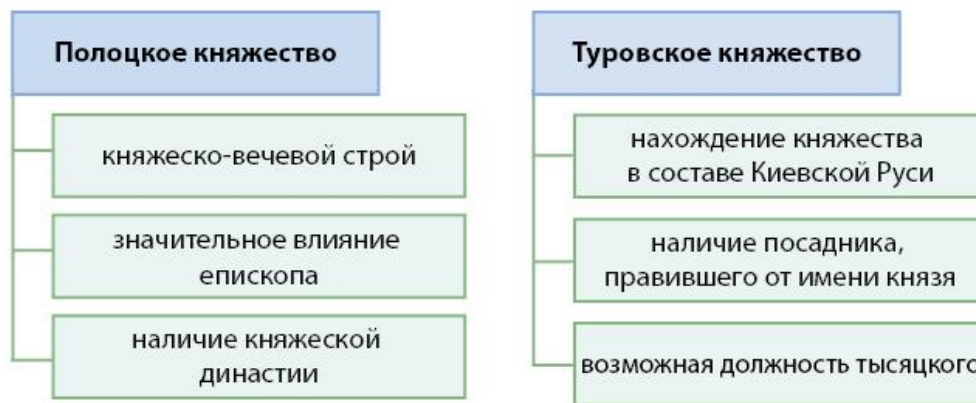 Полоцкое княжество
княжеско-вечевой строй
значительное влияние
епископа
наличие княжеской
династии
Туровское княжество
нахождение княжества
в составе Киевской Руси
наличие посадника,
правившего от имени князя
возможная должность тысяцкого